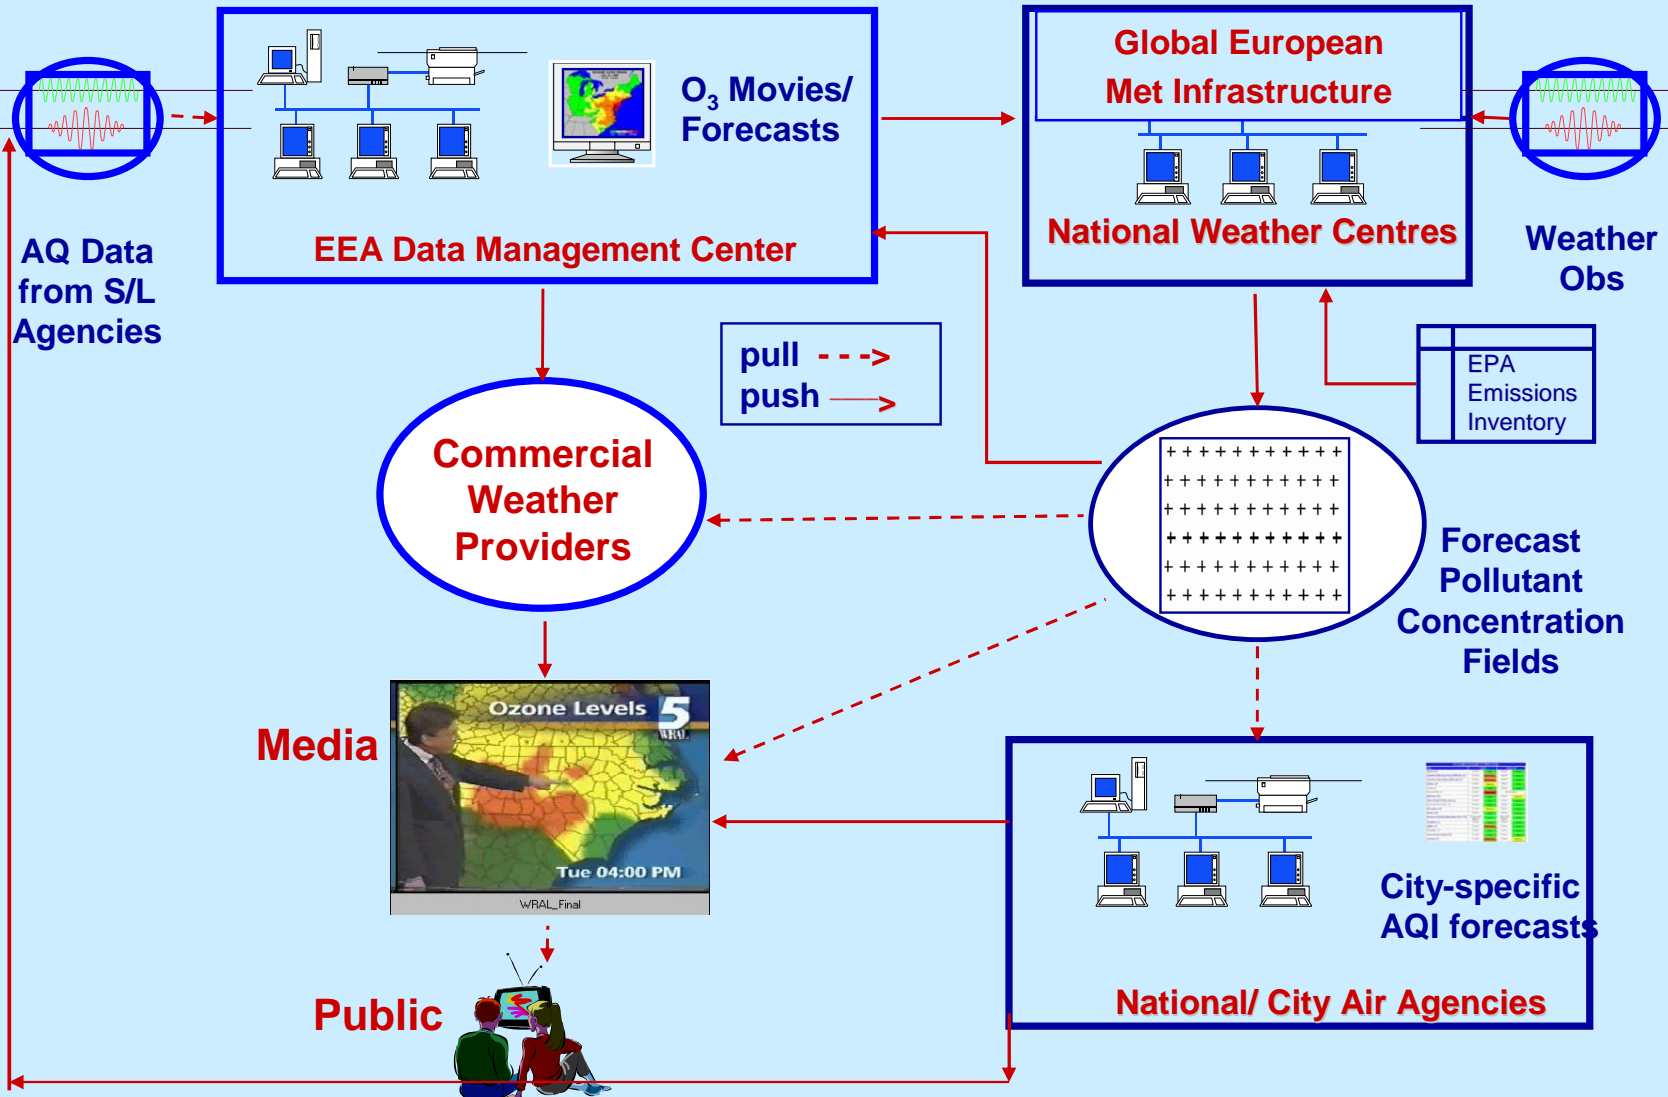 Global European
Met Infrastructure
O3 Movies/
Forecasts
EEA Data Management Center
National Weather Centres
AQ Data
from S/L
Agencies
Weather
Obs
pull - - ->
push ——>
EPA
Emissions
Inventory
Commercial
Weather
Providers
Forecast
Pollutant
Concentration
Fields
Media
Ozone Levels 5
WRAL
Tue 04:00 PM
WRAL_Final
City-specific
AQI forecasts
National/ City Air Agencies
Public